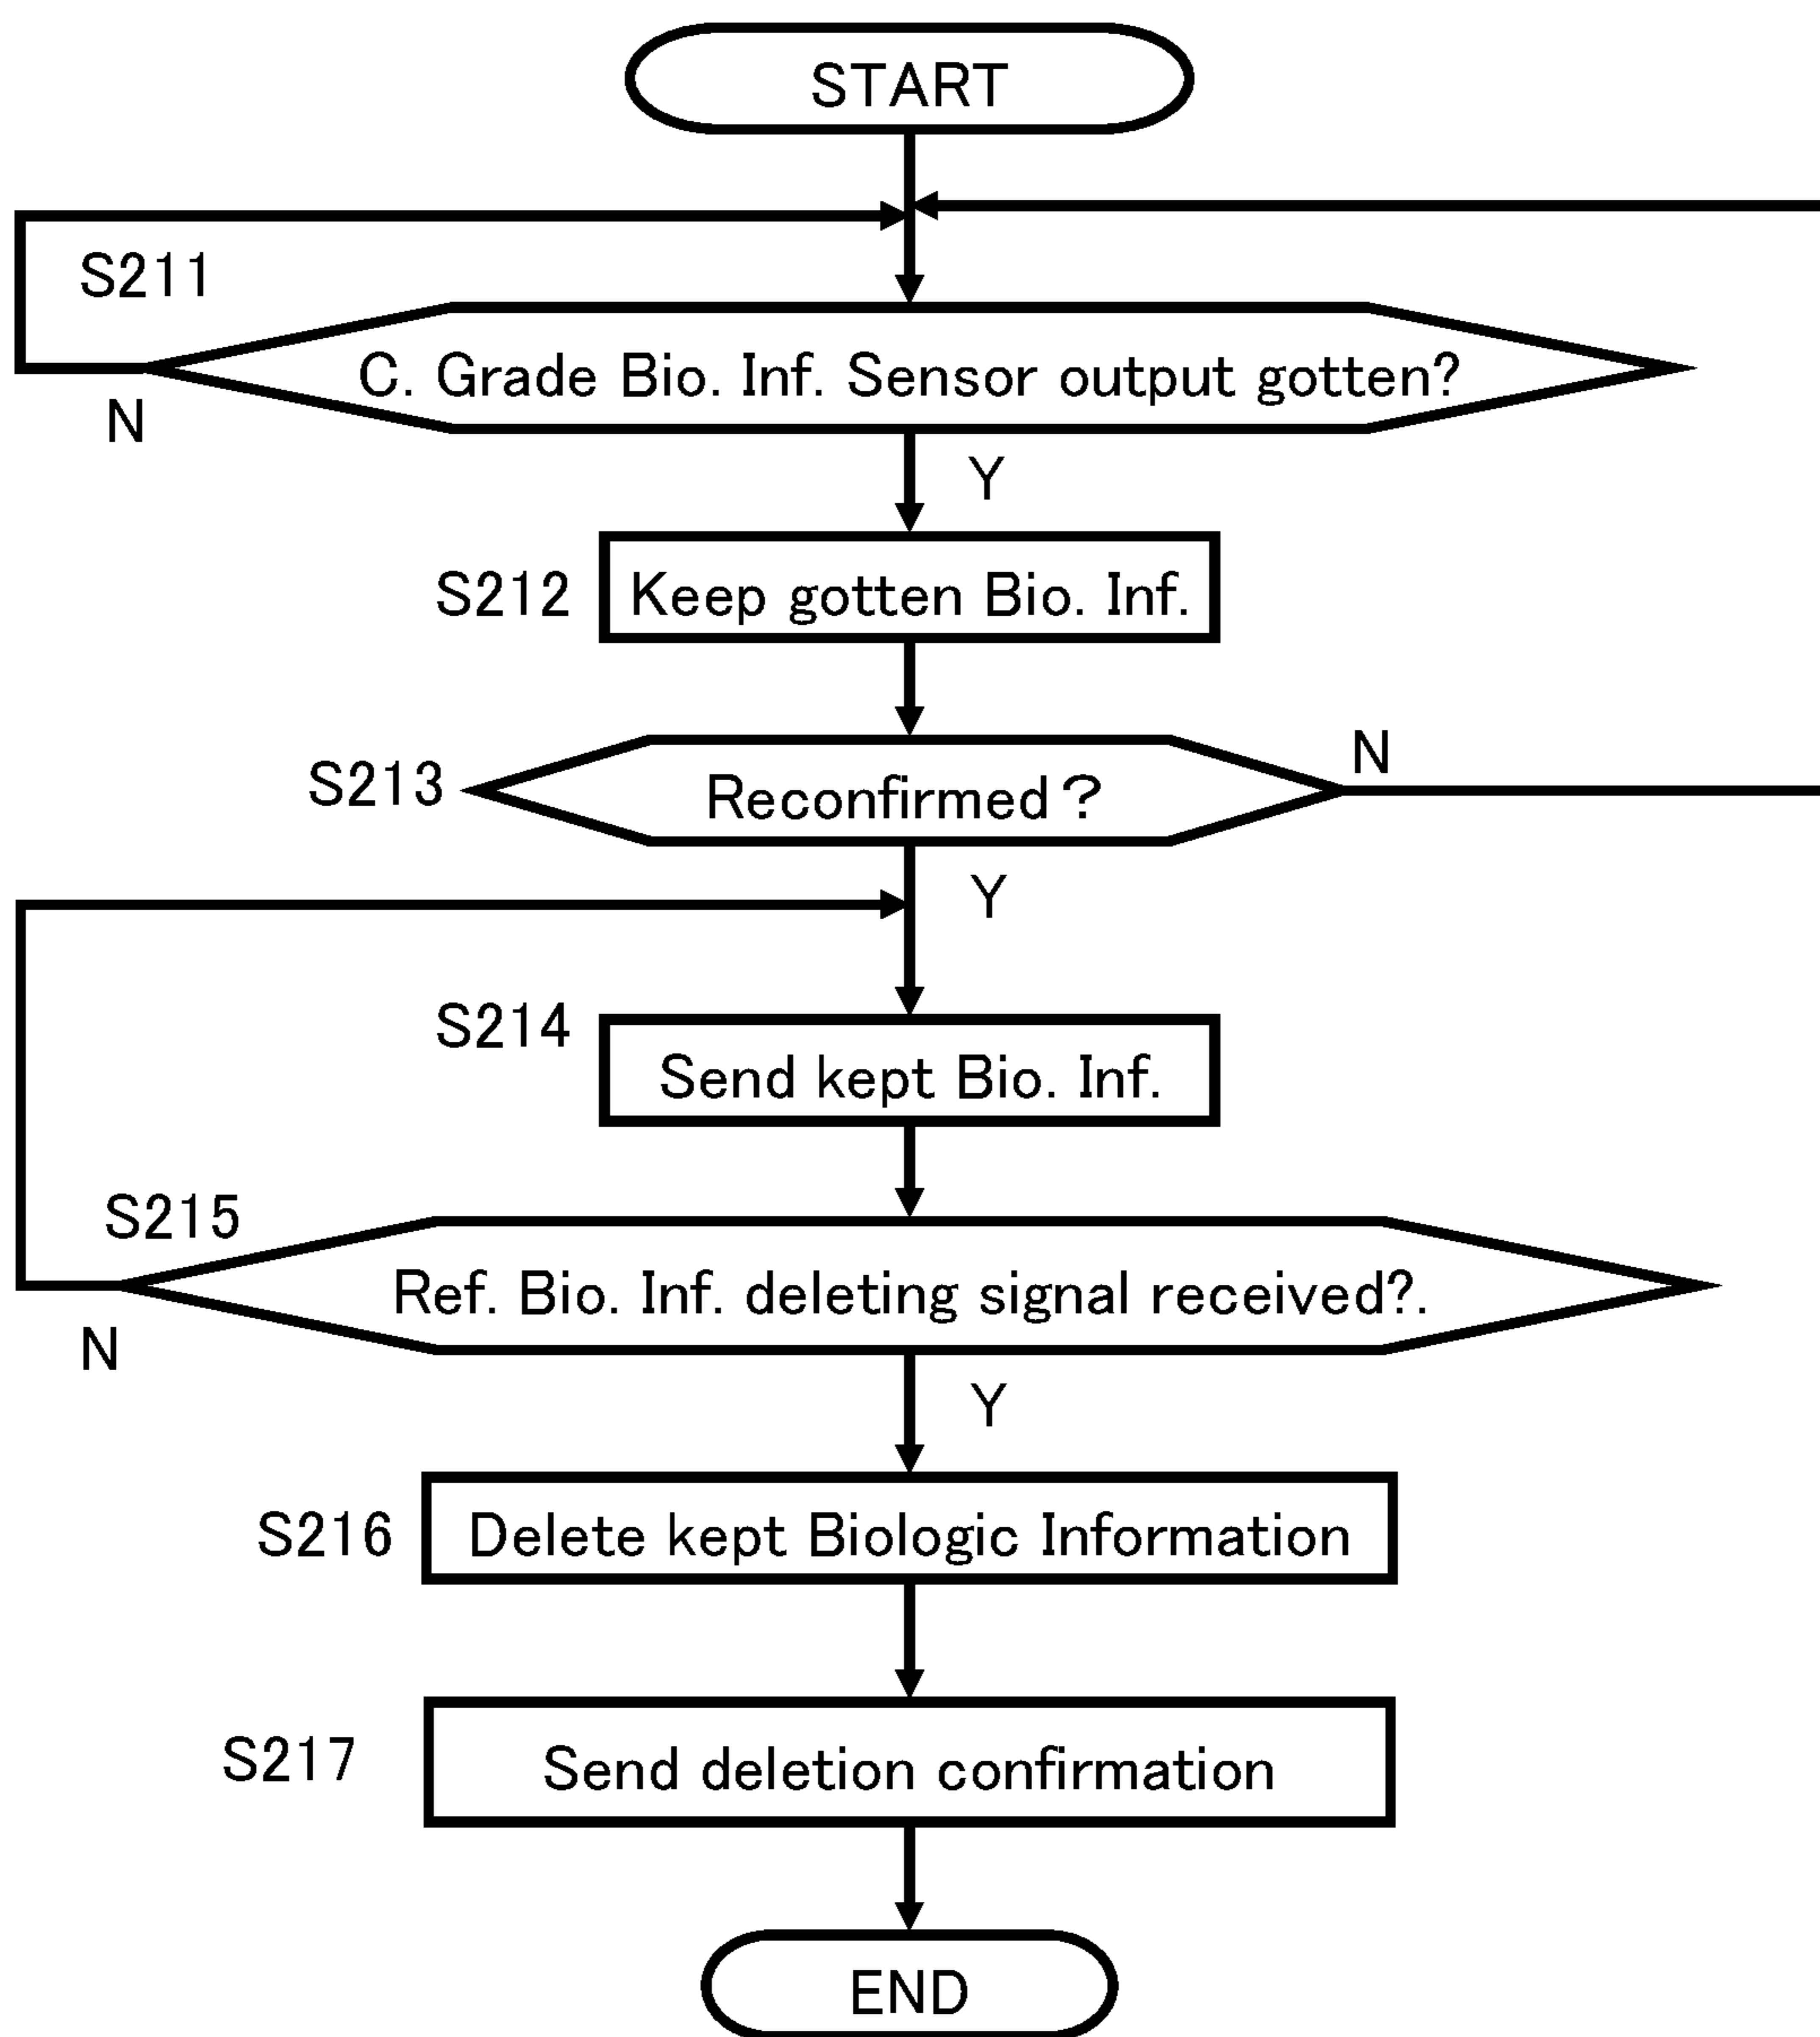 START
S211
C. Grade Bio. Inf. Sensor output gotten?
N
Y
S212
Keep gotten Bio. Inf.
N
S213
Reconfirmed？
Y
S214
Send kept Bio. Inf.
S215
Ref. Bio. Inf. deleting signal received?.
N
Y
S216
Delete kept Biologic Information
S217
Send deletion confirmation
END